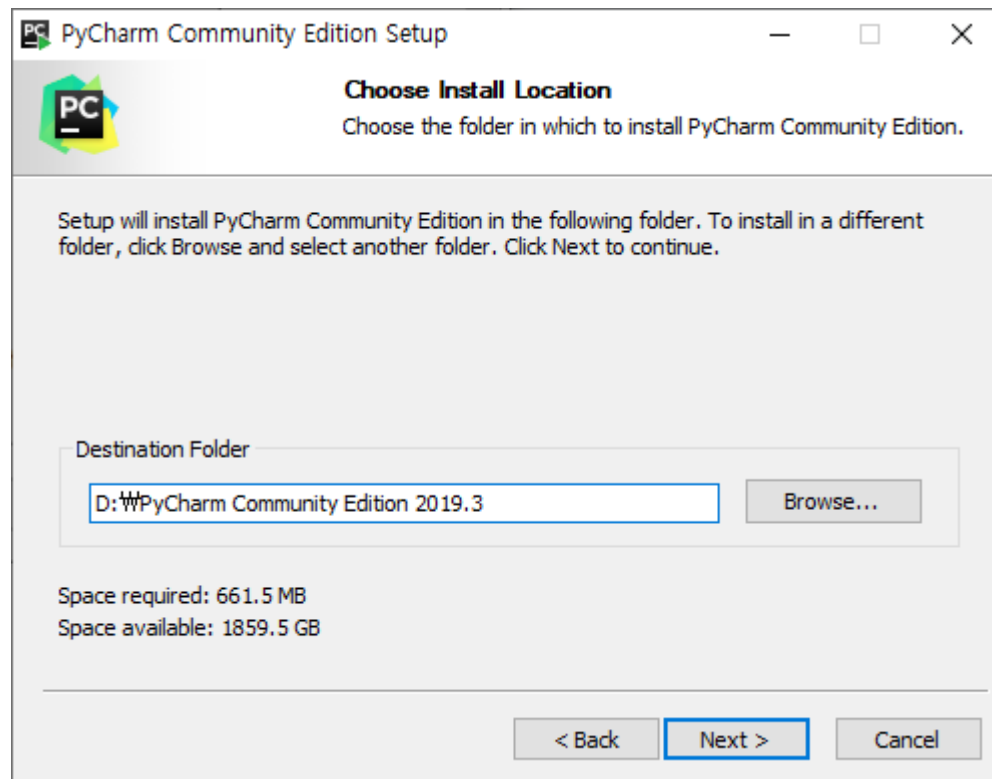 PyCharm Community Edition Setup
PC
Choose Install Location
Choose the folder in which to install PyCharm Community Edition.
Setup will install PyCharm Community Edition in the following folder. To install in a different
folder, click Browse and select another folder. Click Next to continue.
Destination Folder
D:₩PyCharm Community Edition 2019.3
Browse...
Space required: 661.5 MB
Space available: 1859.5 GB
< Back
Next >
Cancel